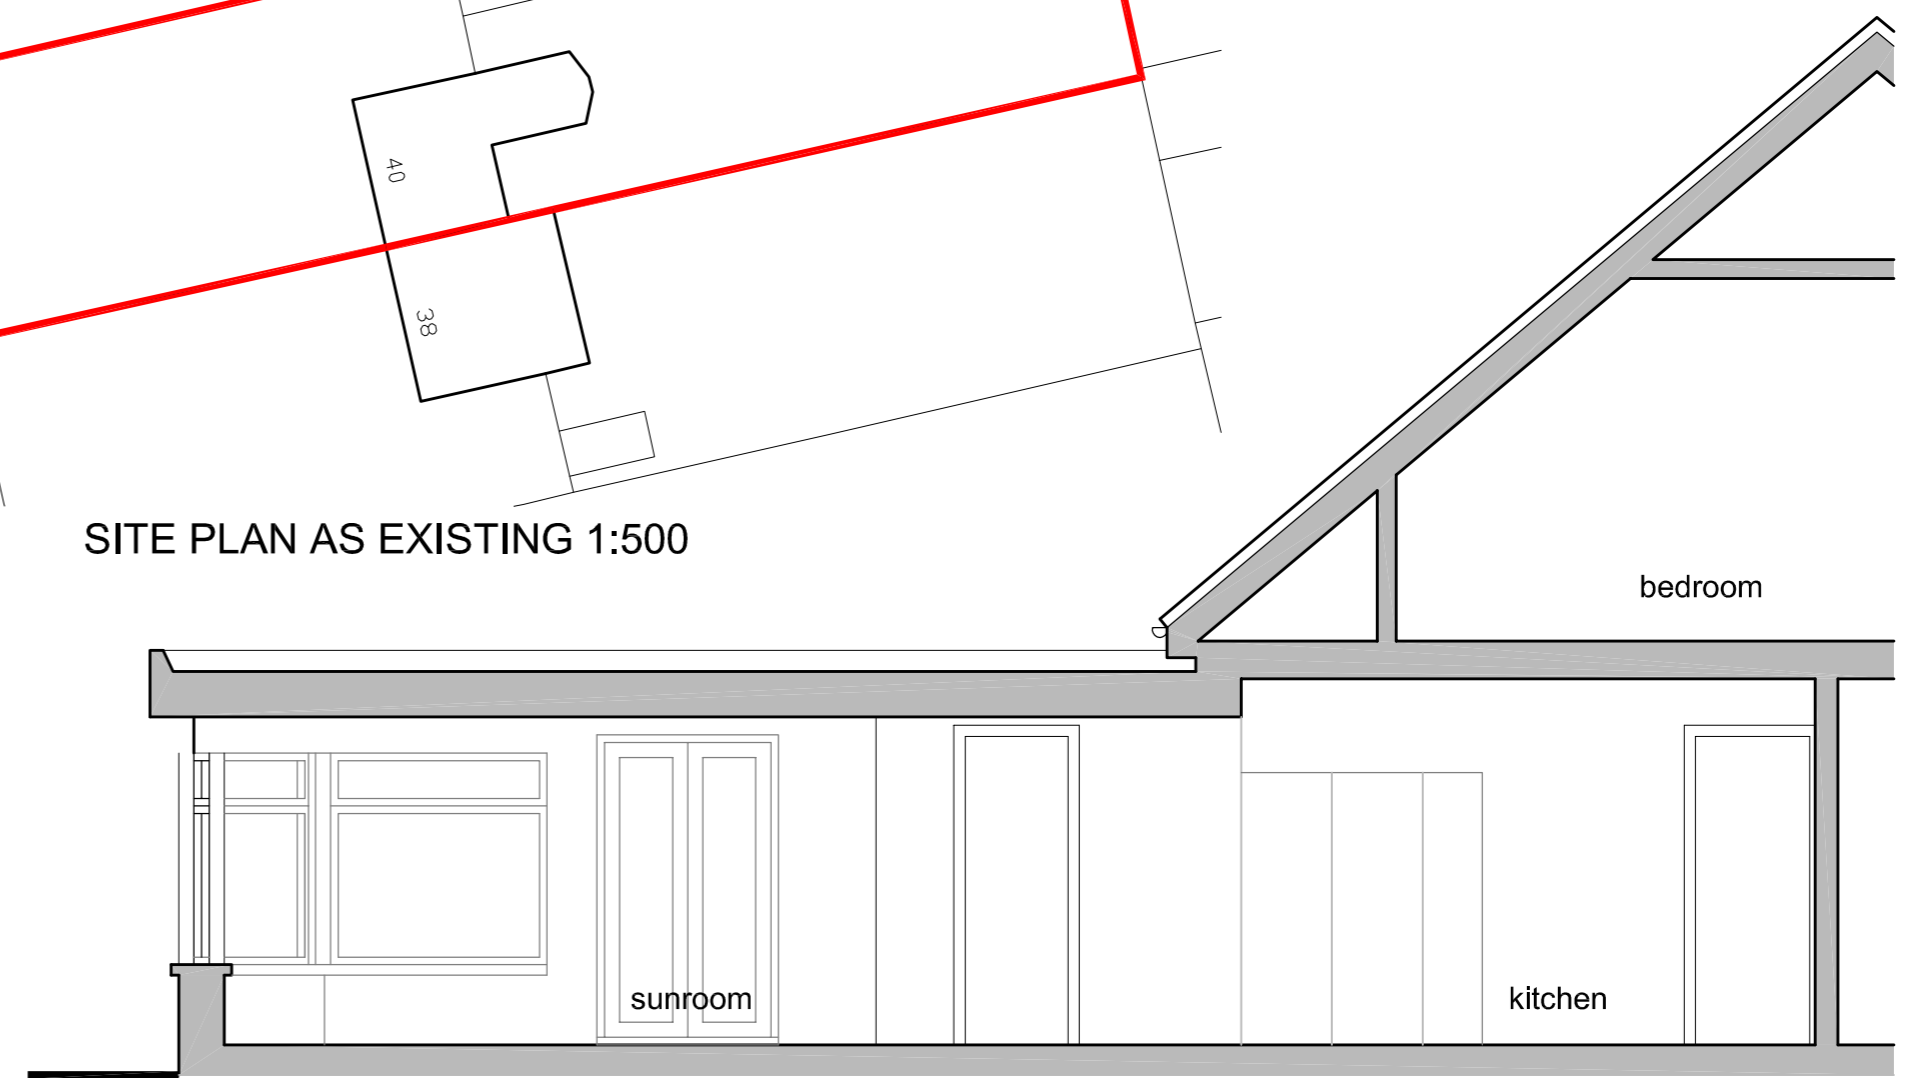 40
38
SITE PLAN AS EXISTING 1:500
bedroom
sunroom
kitchen